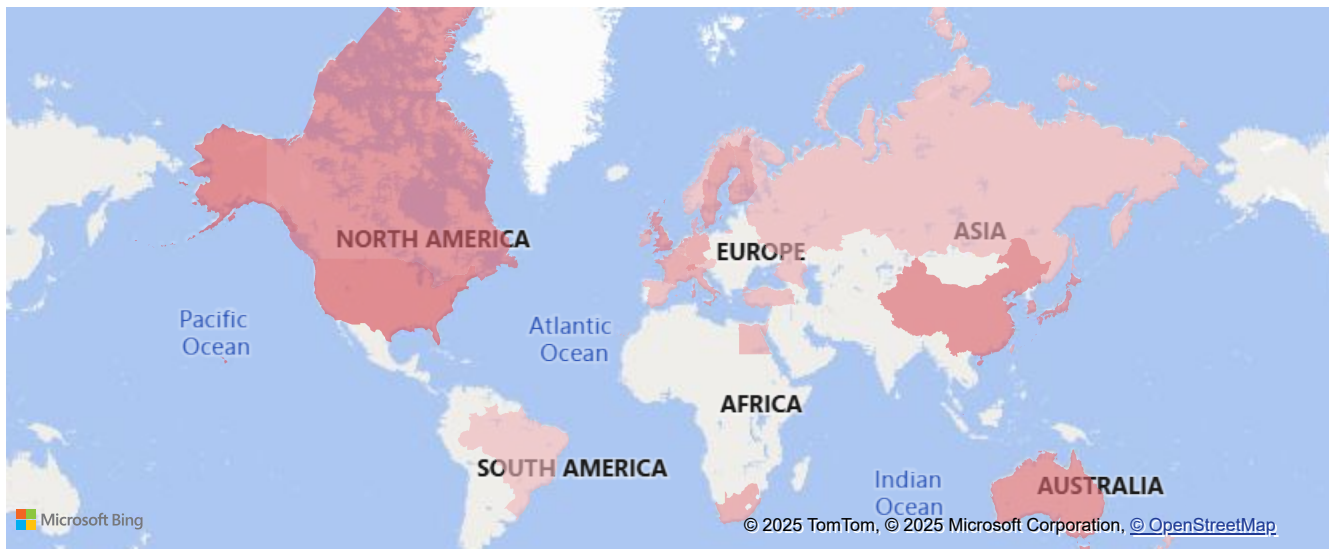 NORTH AMERICA
ASIA
EUROPE
Pacific
Ocean
Atlantic
Ocean
AFRICA
SOUTH AMERICA
Indian
Ocean
AUSTRALIA
Microsoft Bing
© 2025 TomTom, © 2025 Microsoft Corporation, © OpenStreetMap